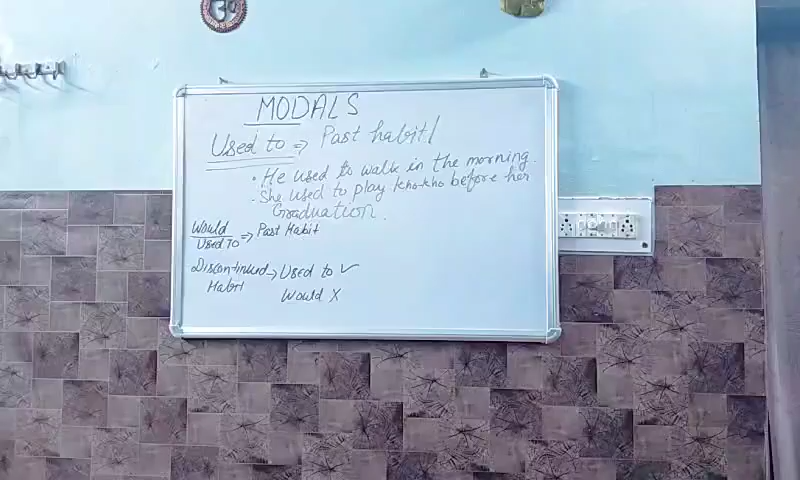 ॐ
MODALS
Used to ⇒ Past habit/
• He used to walk in the morning.
• She used to play kho-kho before her
Graduation.
Would
Used to ⇒ Past Habit
Discontinued → Used to ✓
Habit
Would X